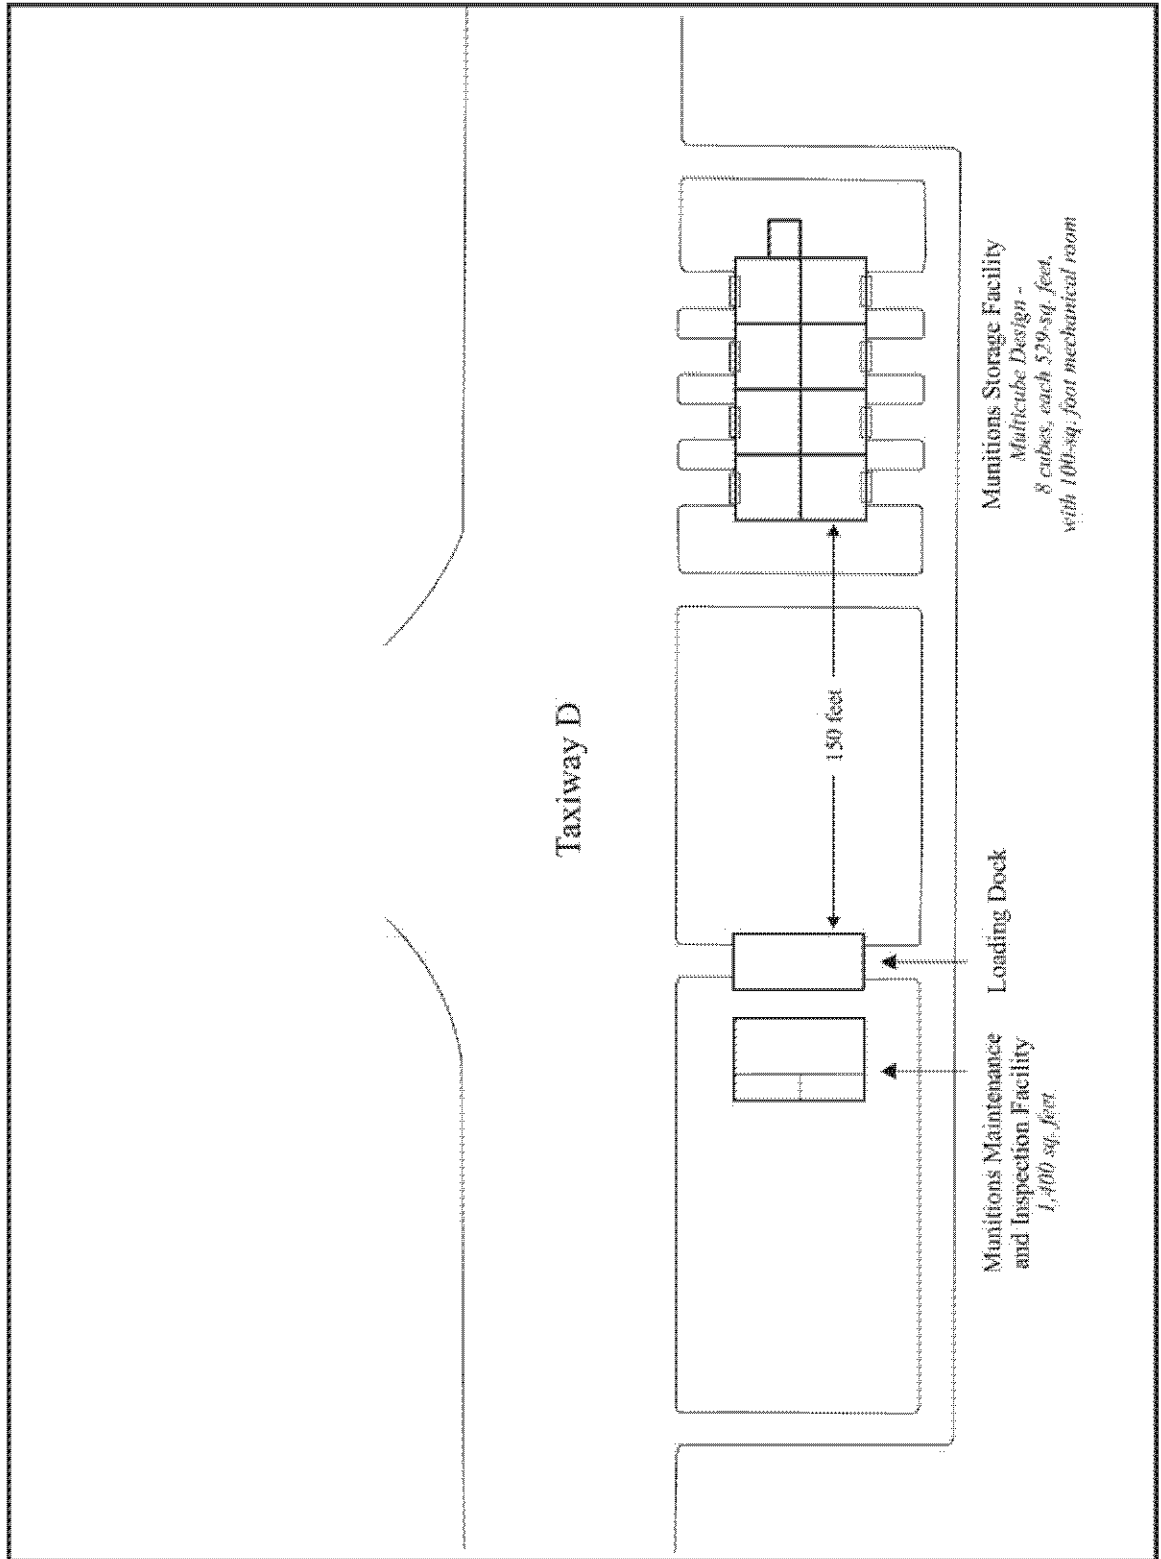 Taxiway D
150 feet
Munitions Maintenance
and Inspection Facility
1,400 sq. feet
Loading Dock
Munitions Storage Facility
Multicube Design –
8 cubes, each 529-sq. feet,
with 100-sq. foot mechanical room